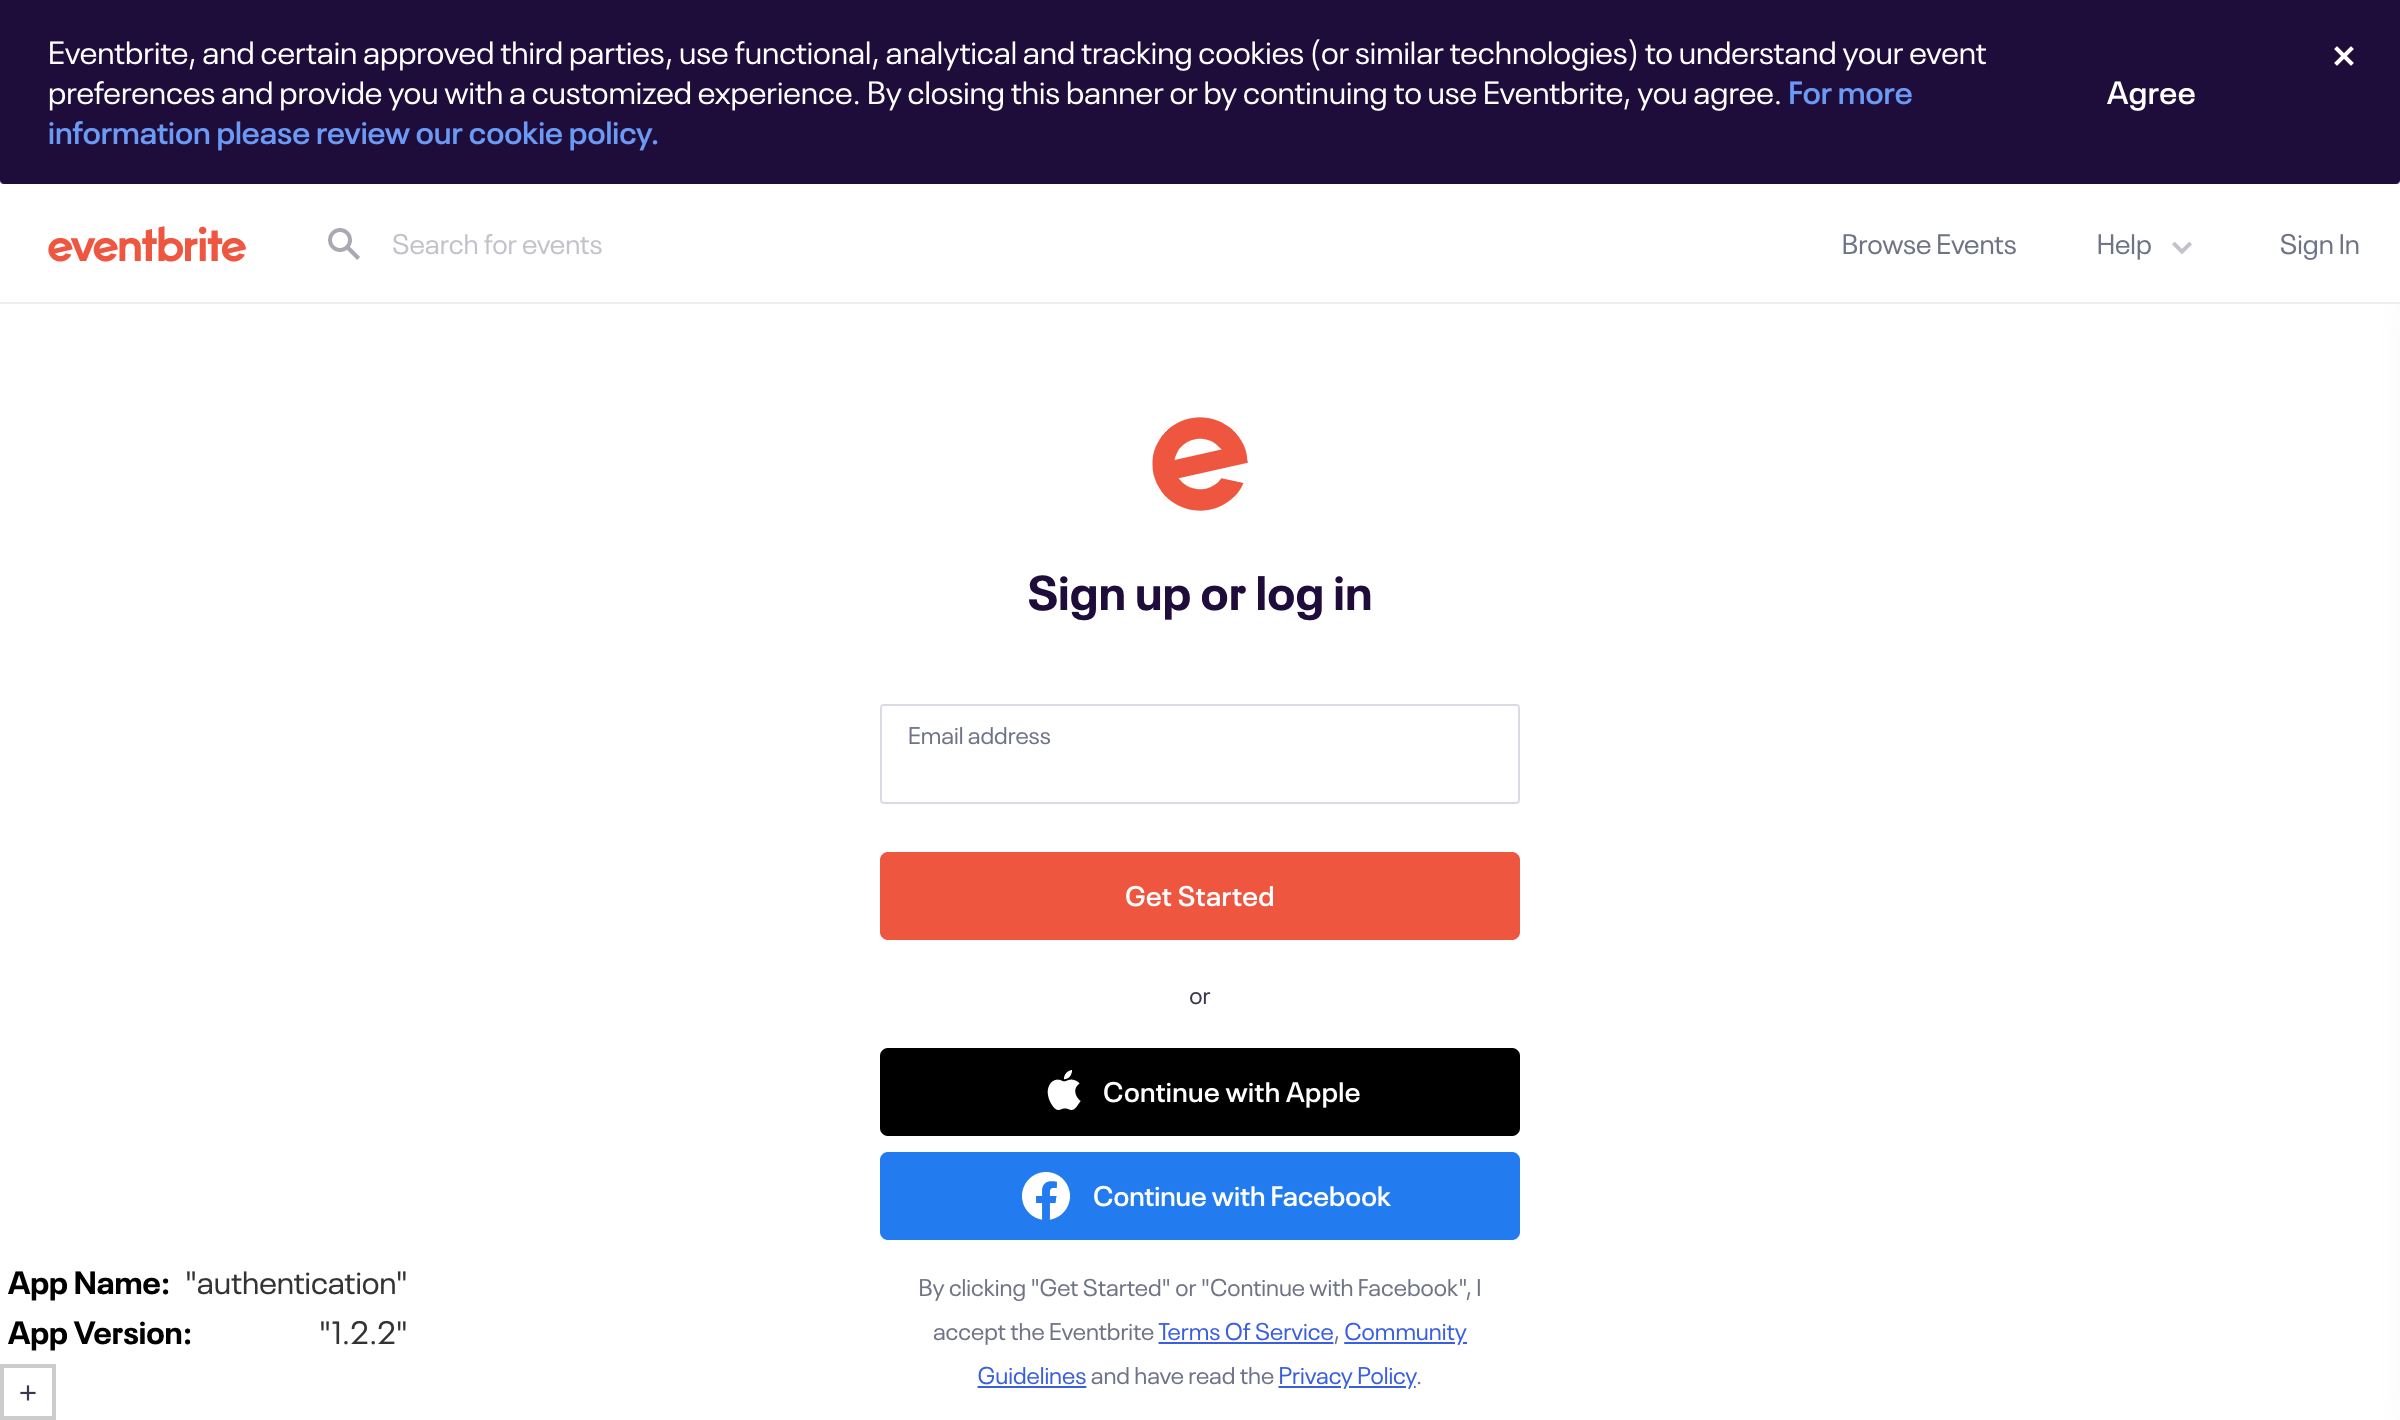 Eventbrite, and certain approved third parties, use functional, analytical and tracking cookies (or similar technologies) to understand your event
preferences and provide you with a customized experience. By closing this banner or by continuing to use Eventbrite, you agree. For more
information please review our cookie policy.
Agree
eventbrite
Search for events
Browse Events
Help
Sign In
Sign up or log in
Email address
Get Started
or
Continue with Apple
Continue with Facebook
By clicking "Get Started" or "Continue with Facebook", I
accept the Eventbrite Terms Of Service, Community
Guidelines and have read the Privacy Policy.
App Name: "authentication"
App Version: "1.2.2"
+